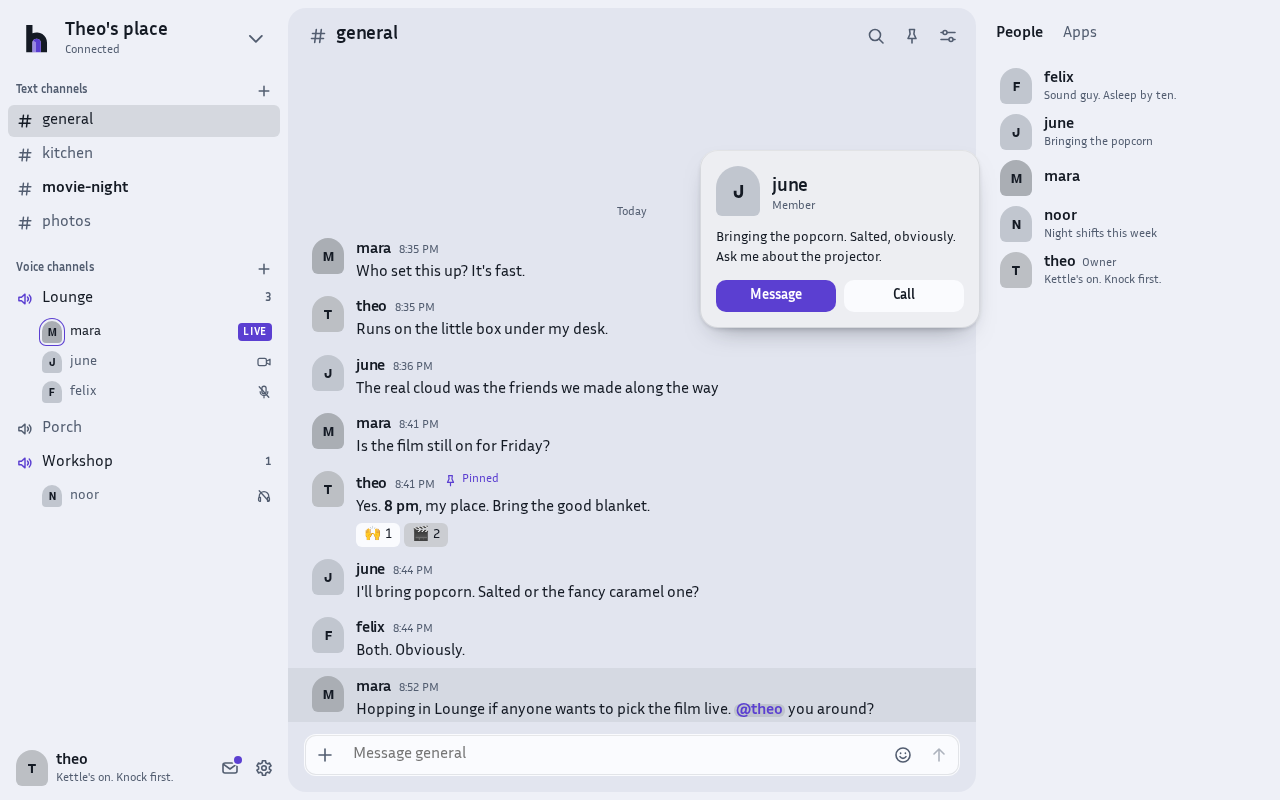 Theo's place
Connected
Text channels
# general
# kitchen
# movie-night
# photos
Voice channels
Lounge 3
M mara LIVE
J june
F felix
Porch
Workshop 1
N noor
T theo
Kettle's on. Knock first.
# general
Today
M mara 8:35 PM
Who set this up? It's fast.
T theo 8:35 PM
Runs on the little box under my desk.
J june 8:36 PM
The real cloud was the friends we made along the way
M mara 8:41 PM
Is the film still on for Friday?
T theo 8:41 PM Pinned
Yes. 8 pm, my place. Bring the good blanket.
🙌 1 🎬 2
J june 8:44 PM
I'll bring popcorn. Salted or the fancy caramel one?
F felix 8:44 PM
Both. Obviously.
M mara 8:52 PM
Hopping in Lounge if anyone wants to pick the film live. @theo you around?
Message general
J june
Member
Bringing the popcorn. Salted, obviously.
Ask me about the projector.
Message Call
People Apps
F felix
Sound guy. Asleep by ten.
J june
Bringing the popcorn
M mara
N noor
Night shifts this week
T theo Owner
Kettle's on. Knock first.